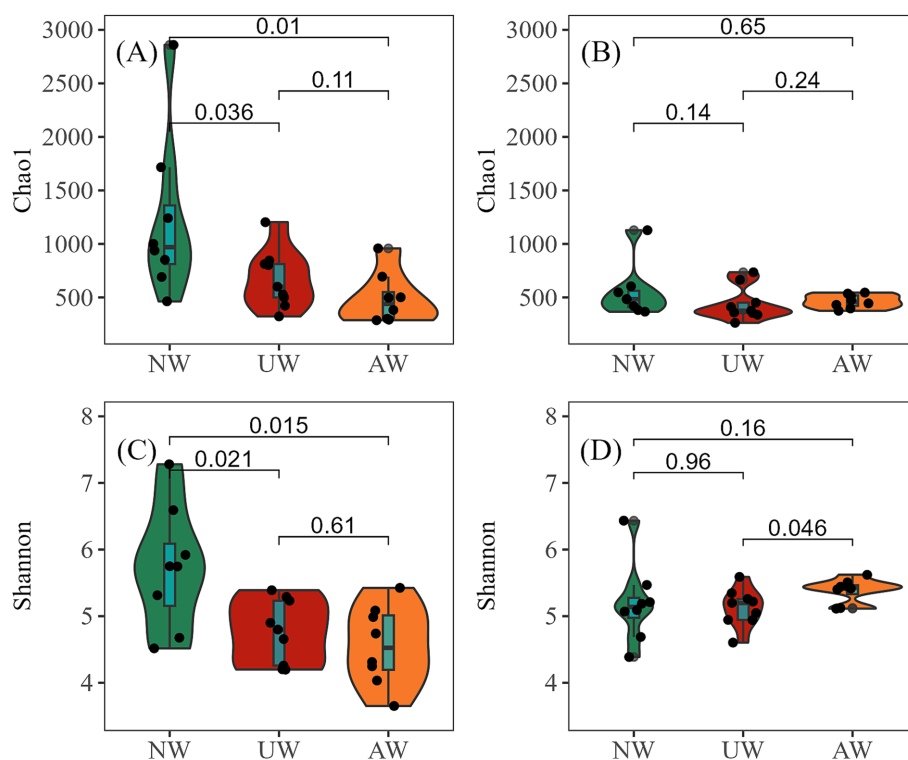 3000
2500
2000
1500
1000
500
Chao1
(A)
0.01
0.11
0.036
NW
UW
AW
3000
2500
2000
1500
1000
500
Chao1
(B)
0.65
0.24
0.14
NW
UW
AW
8
7
6
5
4
Shannon
(C)
0.015
0.021
0.61
NW
UW
AW
8
7
6
5
4
Shannon
(D)
0.16
0.96
0.046
NW
UW
AW